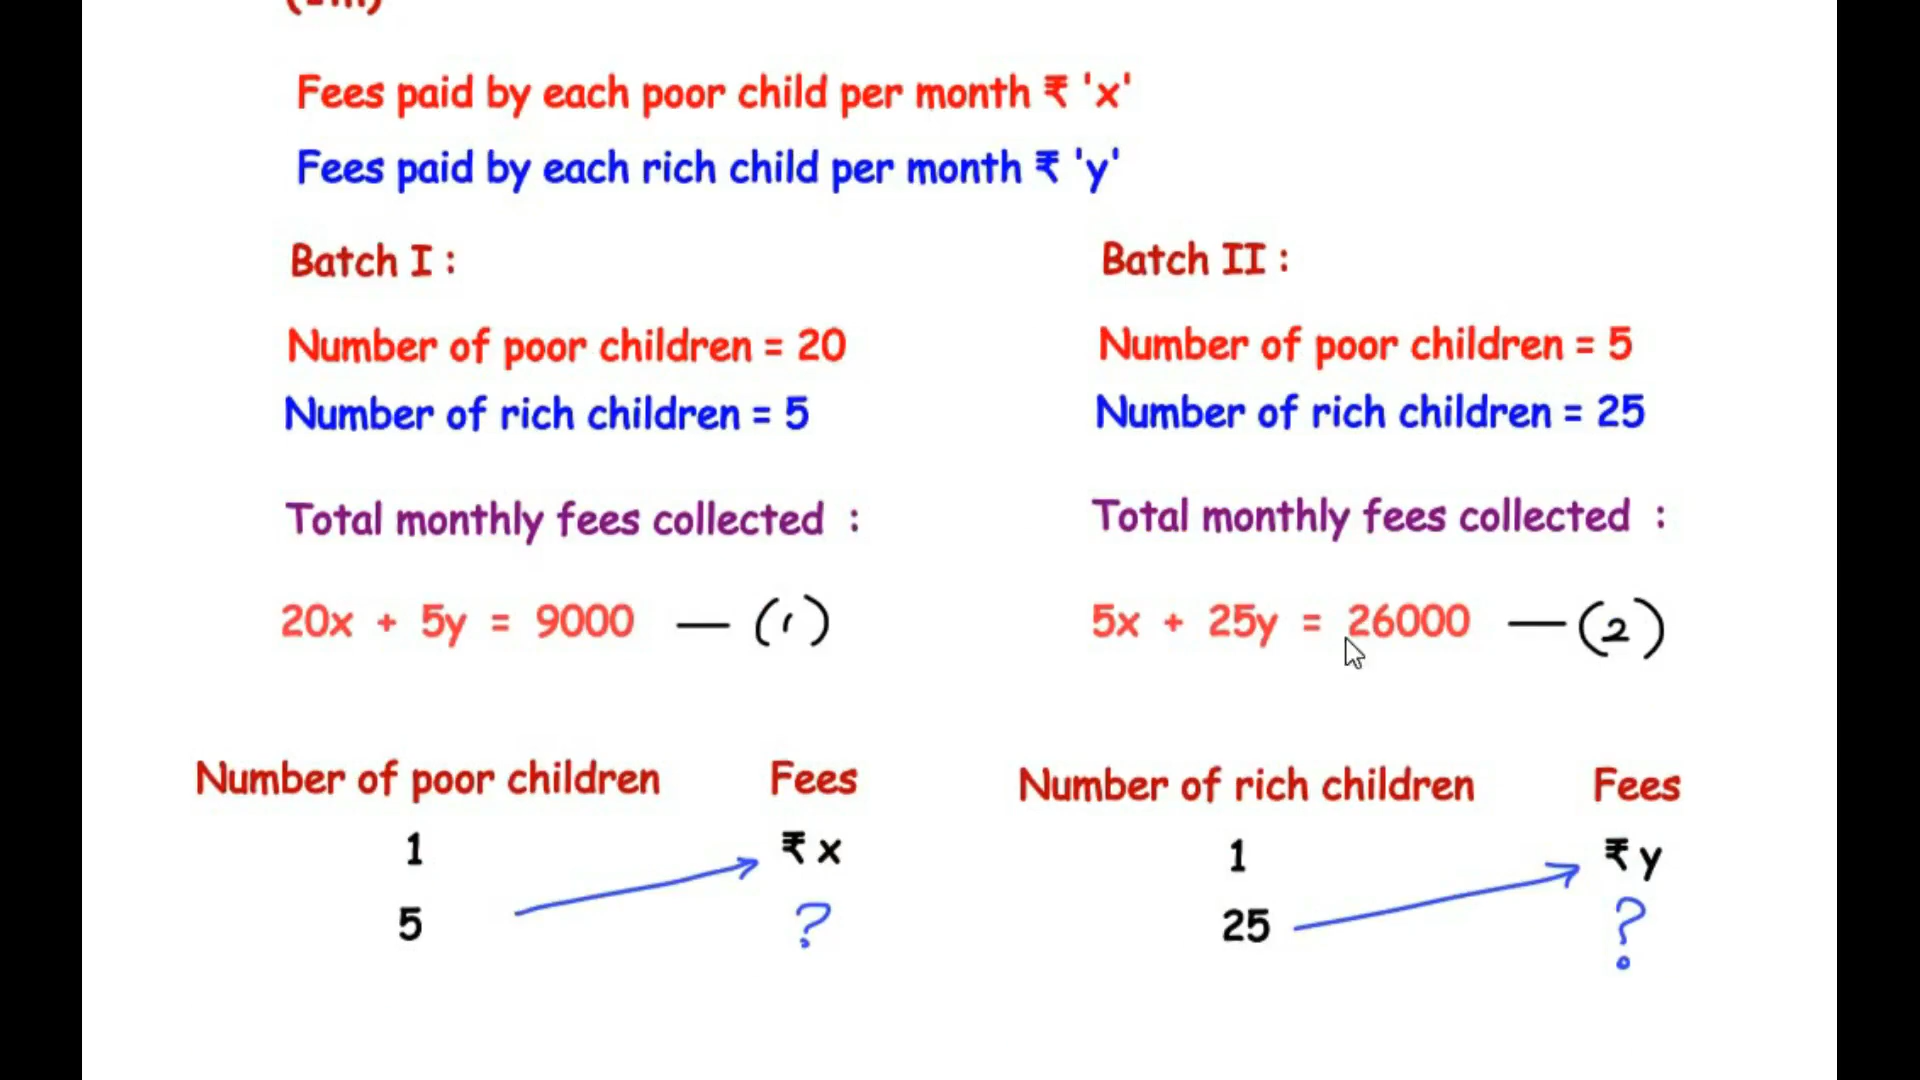 Fees paid by each poor child per month ₹ 'x'
Fees paid by each rich child per month ₹ 'y'
Batch I :
Number of poor children = 20
Number of rich children = 5
Total monthly fees collected :
20x + 5y = 9000 — (1)
Batch II :
Number of poor children = 5
Number of rich children = 25
Total monthly fees collected :
5x + 25y = 26000 — (2)
Number of poor children Fees
1 ₹ x
5 ?
Number of rich children Fees
1 ₹ y
25 ?